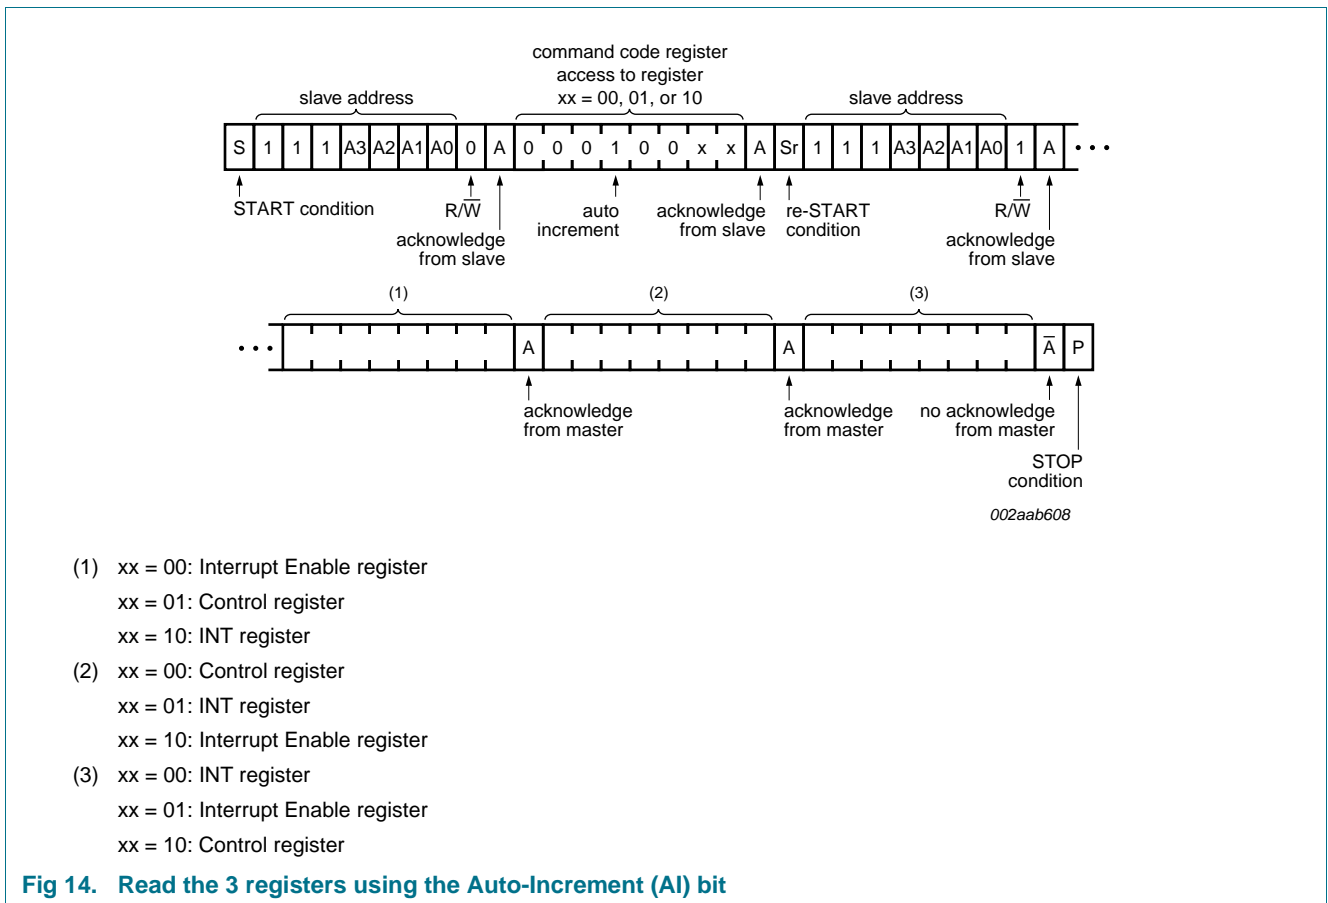 command code register
access to register
slave address xx = 00, 01, or 10 slave address
S 1 1 1 A3 A2 A1 A0 0 A 0 0 0 1 0 0 x x A Sr 1 1 1 A3 A2 A1 A0 1 A • • •
START condition R/W̅ auto acknowledge re-START R/W̅
increment from slave condition
acknowledge acknowledge
from slave from slave
(1) (2) (3)
• • • A A A̅ P
acknowledge acknowledge no acknowledge
from master from master from master
STOP
condition
002aab608
(1) xx = 00: Interrupt Enable register
xx = 01: Control register
xx = 10: INT register
(2) xx = 00: Control register
xx = 01: INT register
xx = 10: Interrupt Enable register
(3) xx = 00: INT register
xx = 01: Interrupt Enable register
xx = 10: Control register
Fig 14. Read the 3 registers using the Auto-Increment (AI) bit